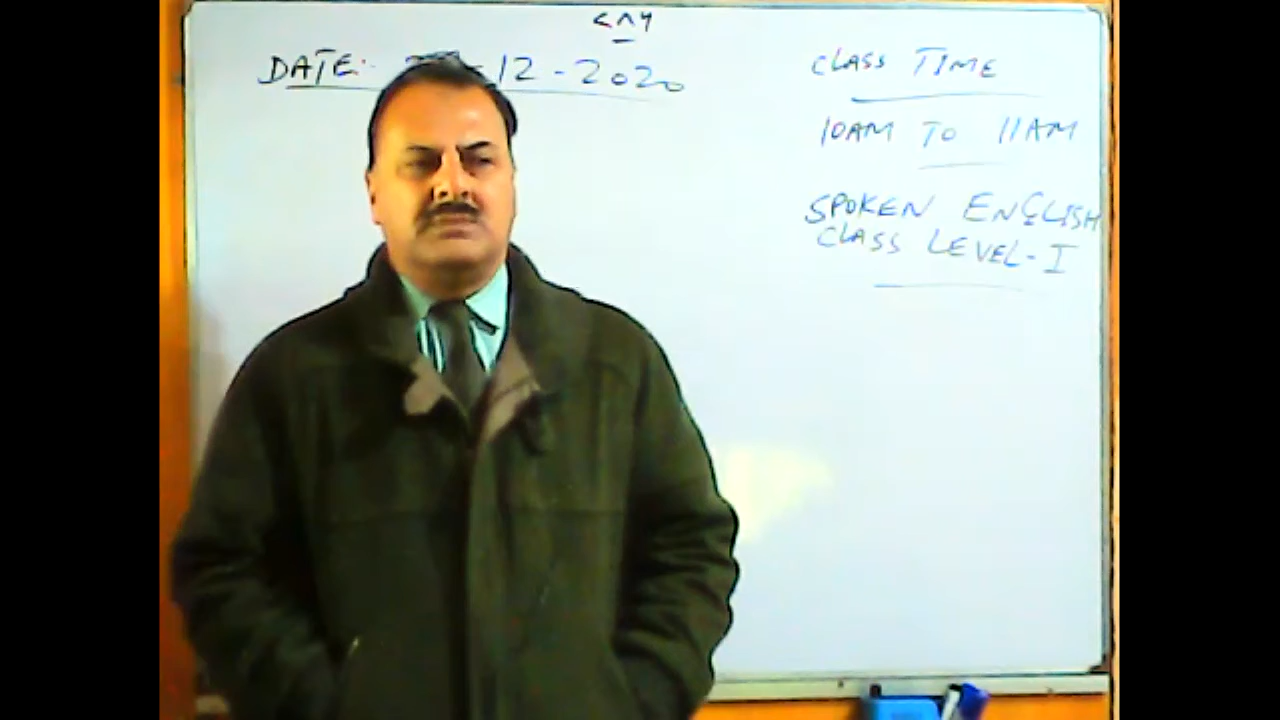 DATE: -12-2020
CLASS TIME
10AM TO 11AM
SPOKEN ENGLISH
CLASS LEVEL-I